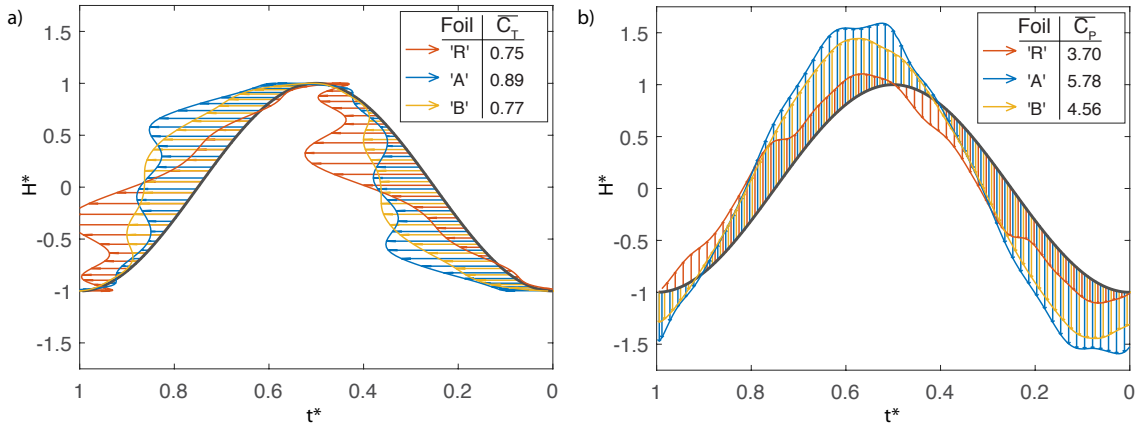 a)
Foil C̅_T
'R' 0.75
'A' 0.89
'B' 0.77
H*
1.5
1
0.5
0
-0.5
-1
-1.5
1 0.8 0.6 0.4 0.2 0
t*
b)
Foil C̅_P
'R' 3.70
'A' 5.78
'B' 4.56
H*
1.5
1
0.5
0
-0.5
-1
-1.5
1 0.8 0.6 0.4 0.2 0
t*